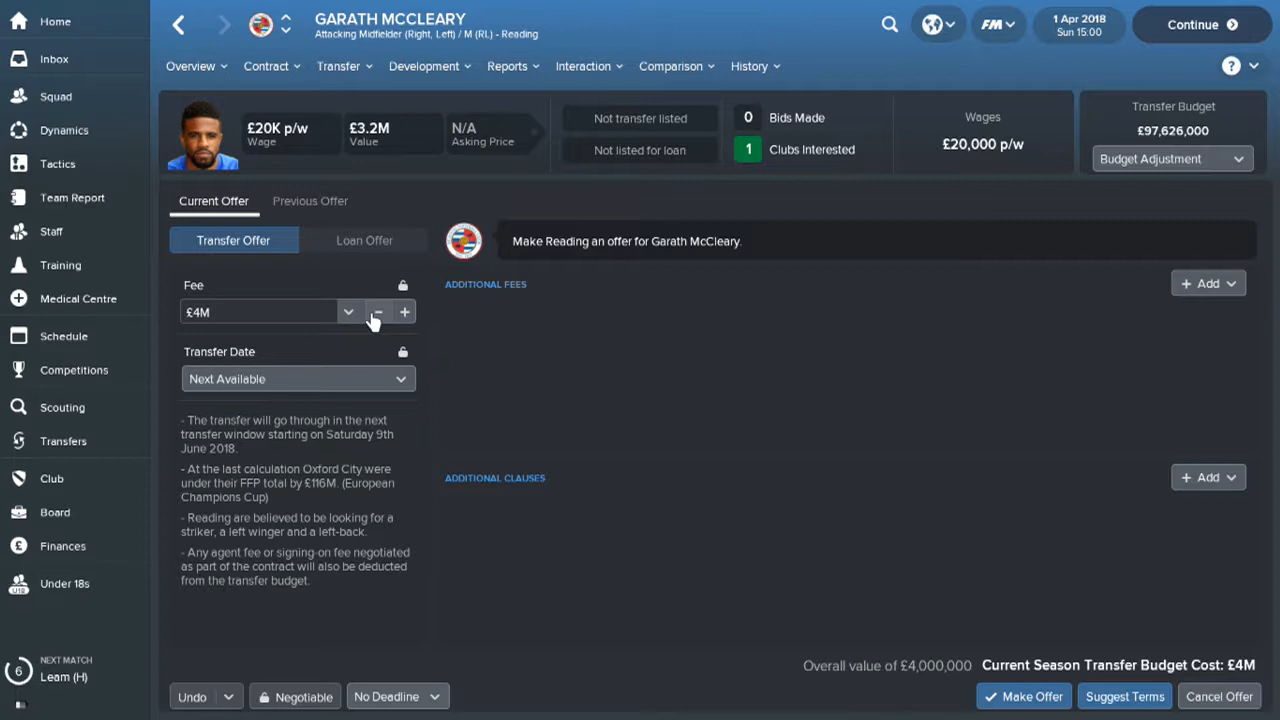 Home
Inbox
Squad
Dynamics
Tactics
Team Report
Staff
Training
Medical Centre
Schedule
Competitions
Scouting
Transfers
Club
Board
Finances
U18
Under 18s
6
NEXT MATCH
Leam (H)
GARATH MCCLEARY
Attacking Midfielder (Right, Left) / M (RL) - Reading
FM
1 Apr 2018
Sun 15:00
Continue
Overview
Contract
Transfer
Development
Reports
Interaction
Comparison
History
?
£20K p/w
Wage
£3.2M
Value
N/A
Asking Price
Not transfer listed
Not listed for loan
0 Bids Made
1 Clubs Interested
Wages
£20,000 p/w
Transfer Budget
£97,626,000
Budget Adjustment
Current Offer
Previous Offer
Transfer Offer
Loan Offer
Make Reading an offer for Garath McCleary.
Fee
£4M
Transfer Date
Next Available
- The transfer will go through in the next
transfer window starting on Saturday 9th
June 2018.
- At the last calculation Oxford City were
under their FFP total by £116M. (European
Champions Cup)
- Reading are believed to be looking for a
striker, a left winger and a left-back.
- Any agent fee or signing-on fee negotiated
as part of the contract will also be deducted
from the transfer budget.
ADDITIONAL FEES
+ Add
ADDITIONAL CLAUSES
+ Add
Overall value of £4,000,000 Current Season Transfer Budget Cost: £4M
Undo
Negotiable
No Deadline
Make Offer
Suggest Terms
Cancel Offer